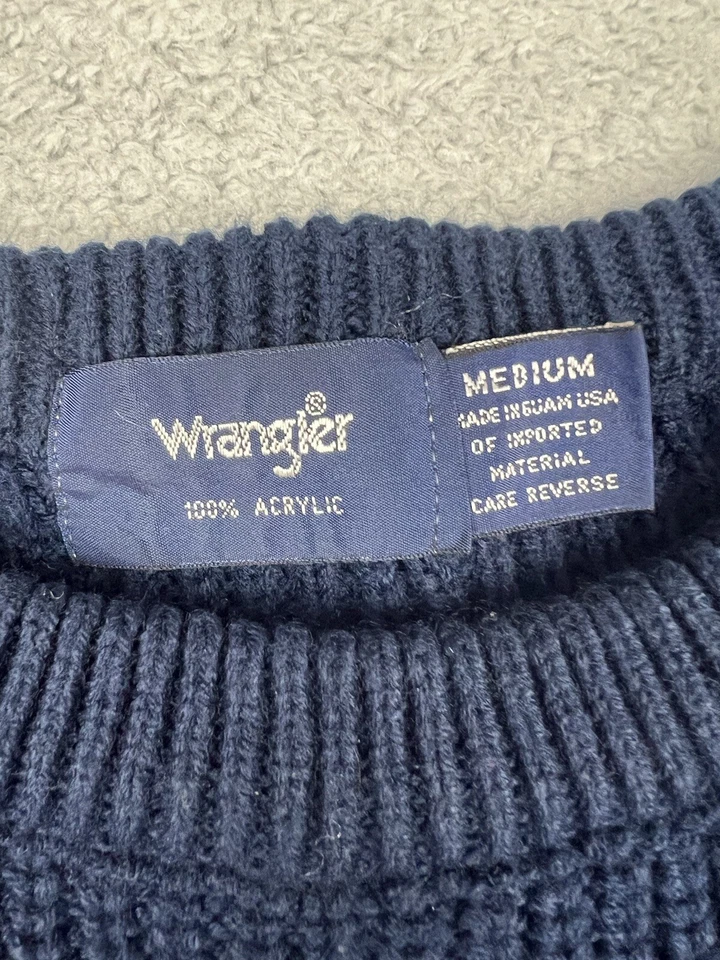 Wrangler®
100% ACRYLIC
MEDIUM
MADE IN GUAM USA
OF IMPORTED
MATERIAL
CARE REVERSE